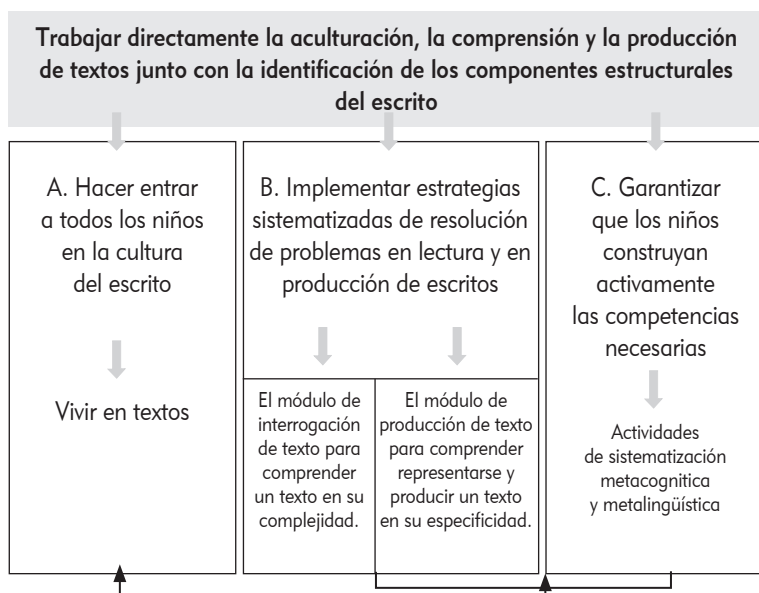 Trabajar directamente la aculturación, la comprensión y la producción
de textos junto con la identificación de los componentes estructurales
del escrito
A. Hacer entrar
a todos los niños
en la cultura
del escrito
Vivir en textos
B. Implementar estrategias
sistematizadas de resolución
de problemas en lectura y en
producción de escritos
El módulo de
interrogación
de texto para
comprender
un texto en su
complejidad.
El módulo de
producción de texto
para comprender
representarse y
producir un texto
en su especificidad.
C. Garantizar
que los niños
construyan
activamente
las competencias
necesarias
Actividades
de sistematización
metacognitica
y metalingüística